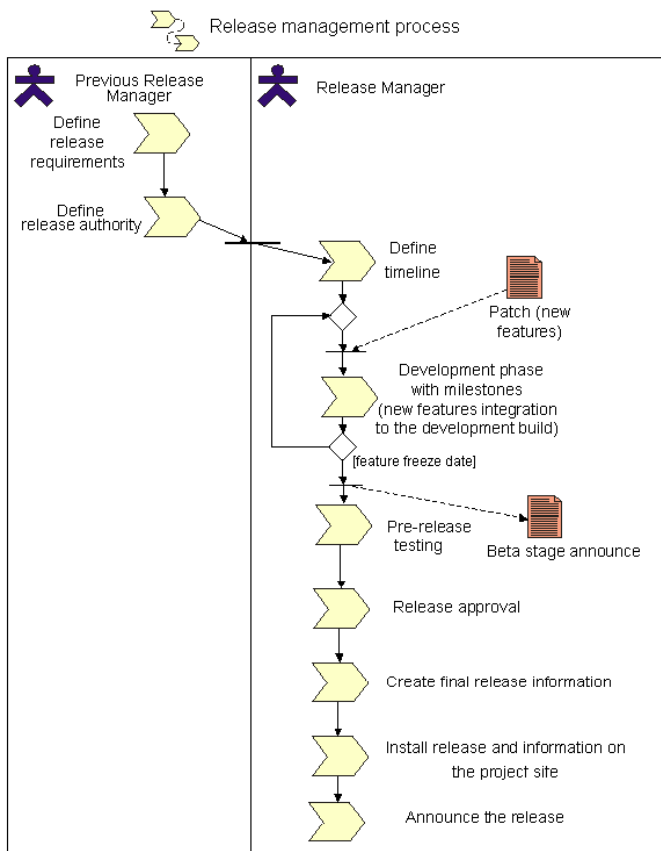 Release management process
Previous Release
Manager
Release Manager
Define
release
requirements
Define
release authority
Define
timeline
Patch (new
features)
Development phase
with milestones
(new features integration
to the development build)
[feature freeze date]
Pre-release
testing
Beta stage announce
Release approval
Create final release information
Install release and information on
the project site
Announce the release